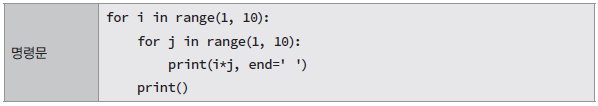 명령문
for i in range(1, 10):
    for j in range(1, 10):
        print(i*j, end=' ')
    print()